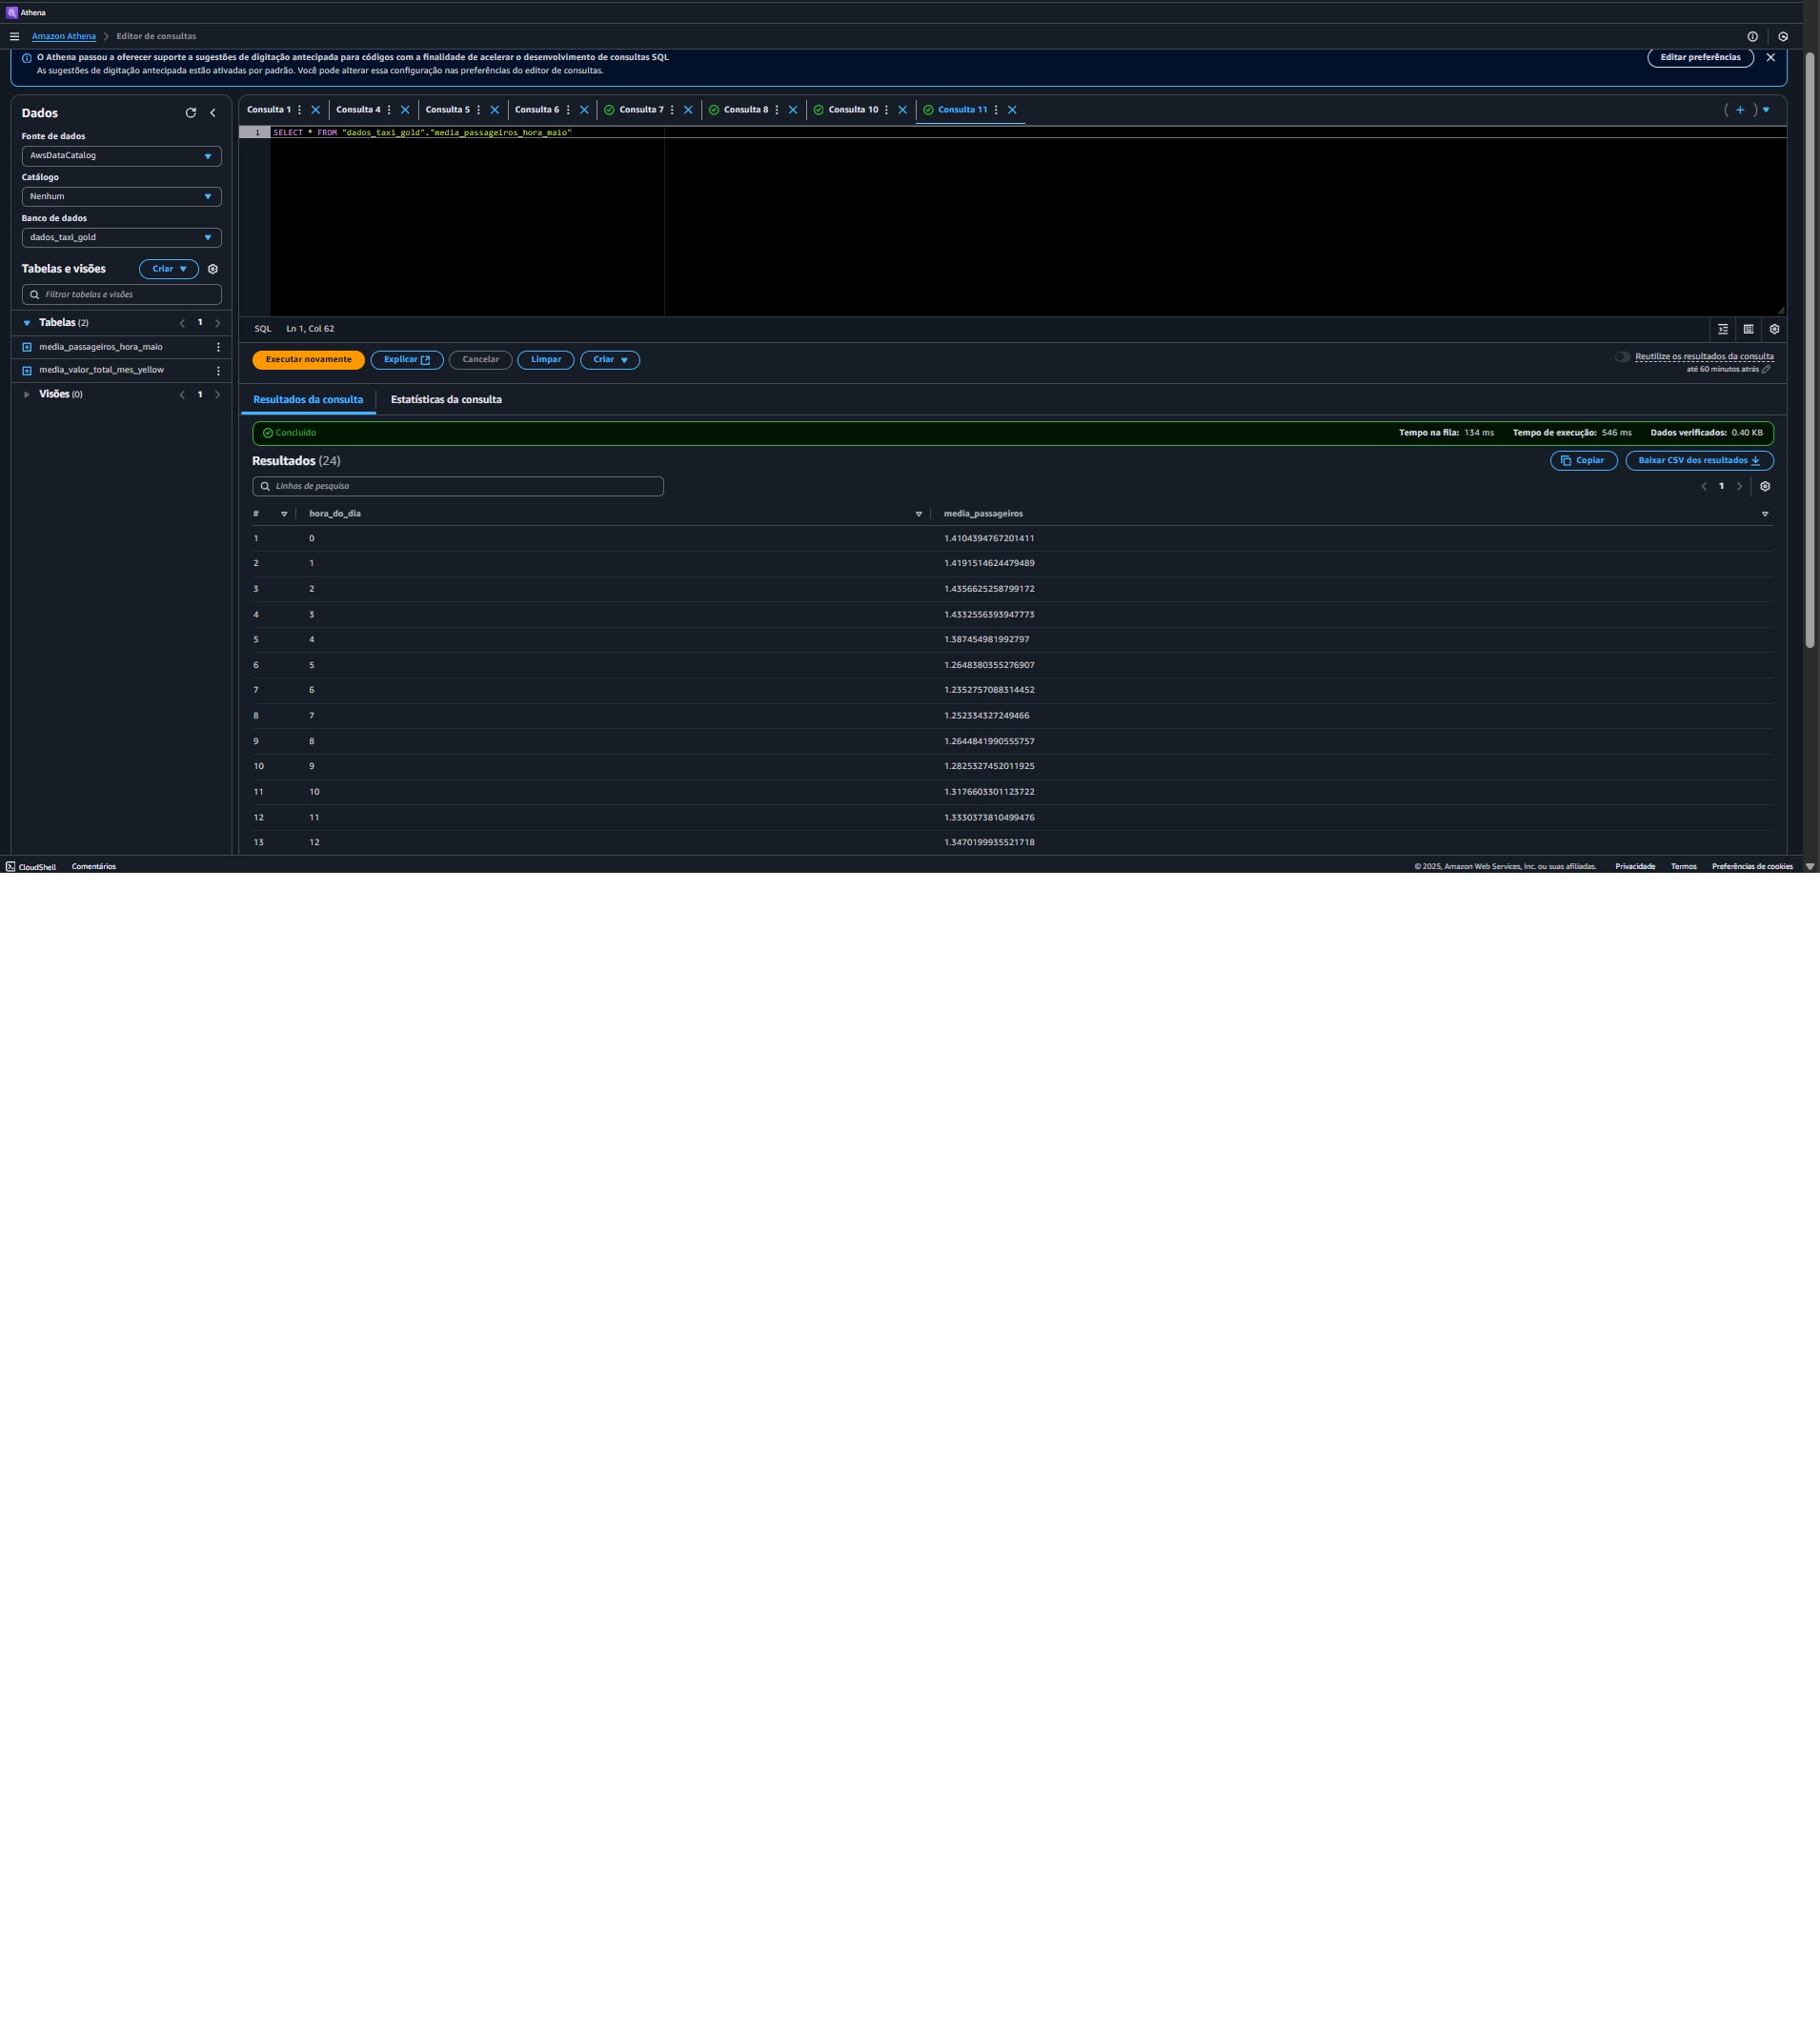 Athena
Amazon Athena > Editor de consultas
O Athena passou a oferecer suporte a sugestões de digitação antecipada para códigos com a finalidade de acelerar o desenvolvimento de consultas SQL
As sugestões de digitação antecipada estão ativadas por padrão. Você pode alterar essa configuração nas preferências do editor de consultas.
Editar preferências
Dados
Fonte de dados
AwsDataCatalog
Catálogo
Nenhum
Banco de dados
dados_taxi_gold
Tabelas e visões
Criar
Filtrar tabelas e visões
Tabelas (2)
1
media_passageiros_hora_maio
media_valor_total_mes_yellow
Visões (0)
1
Consulta 1
Consulta 4
Consulta 5
Consulta 6
Consulta 7
Consulta 8
Consulta 10
Consulta 11
1 SELECT * FROM "dados_taxi_gold"."media_passageiros_hora_maio"
SQL Ln 1, Col 62
Executar novamente
Explicar
Cancelar
Limpar
Criar
Reutilize os resultados da consulta
até 60 minutos atrás
Resultados da consulta
Estatísticas da consulta
Concluído
Tempo na fila: 134 ms
Tempo de execução: 546 ms
Dados verificados: 0.40 KB
Resultados (24)
Copiar
Baixar CSV dos resultados
Linhas de pesquisa
1
# hora_do_dia media_passageiros
1 0 1.4104394767201411
2 1 1.4191514624479489
3 2 1.4356625258799172
4 3 1.4332556393947773
5 4 1.387454981992797
6 5 1.2648380355276907
7 6 1.2352757088314452
8 7 1.252334327249466
9 8 1.2644841990555757
10 9 1.2825327452011925
11 10 1.3176603301123722
12 11 1.3330373810499476
13 12 1.3470199935521718
CloudShell
Comentários
© 2025, Amazon Web Services, Inc. ou suas afiliadas.
Privacidade
Termos
Preferências de cookies